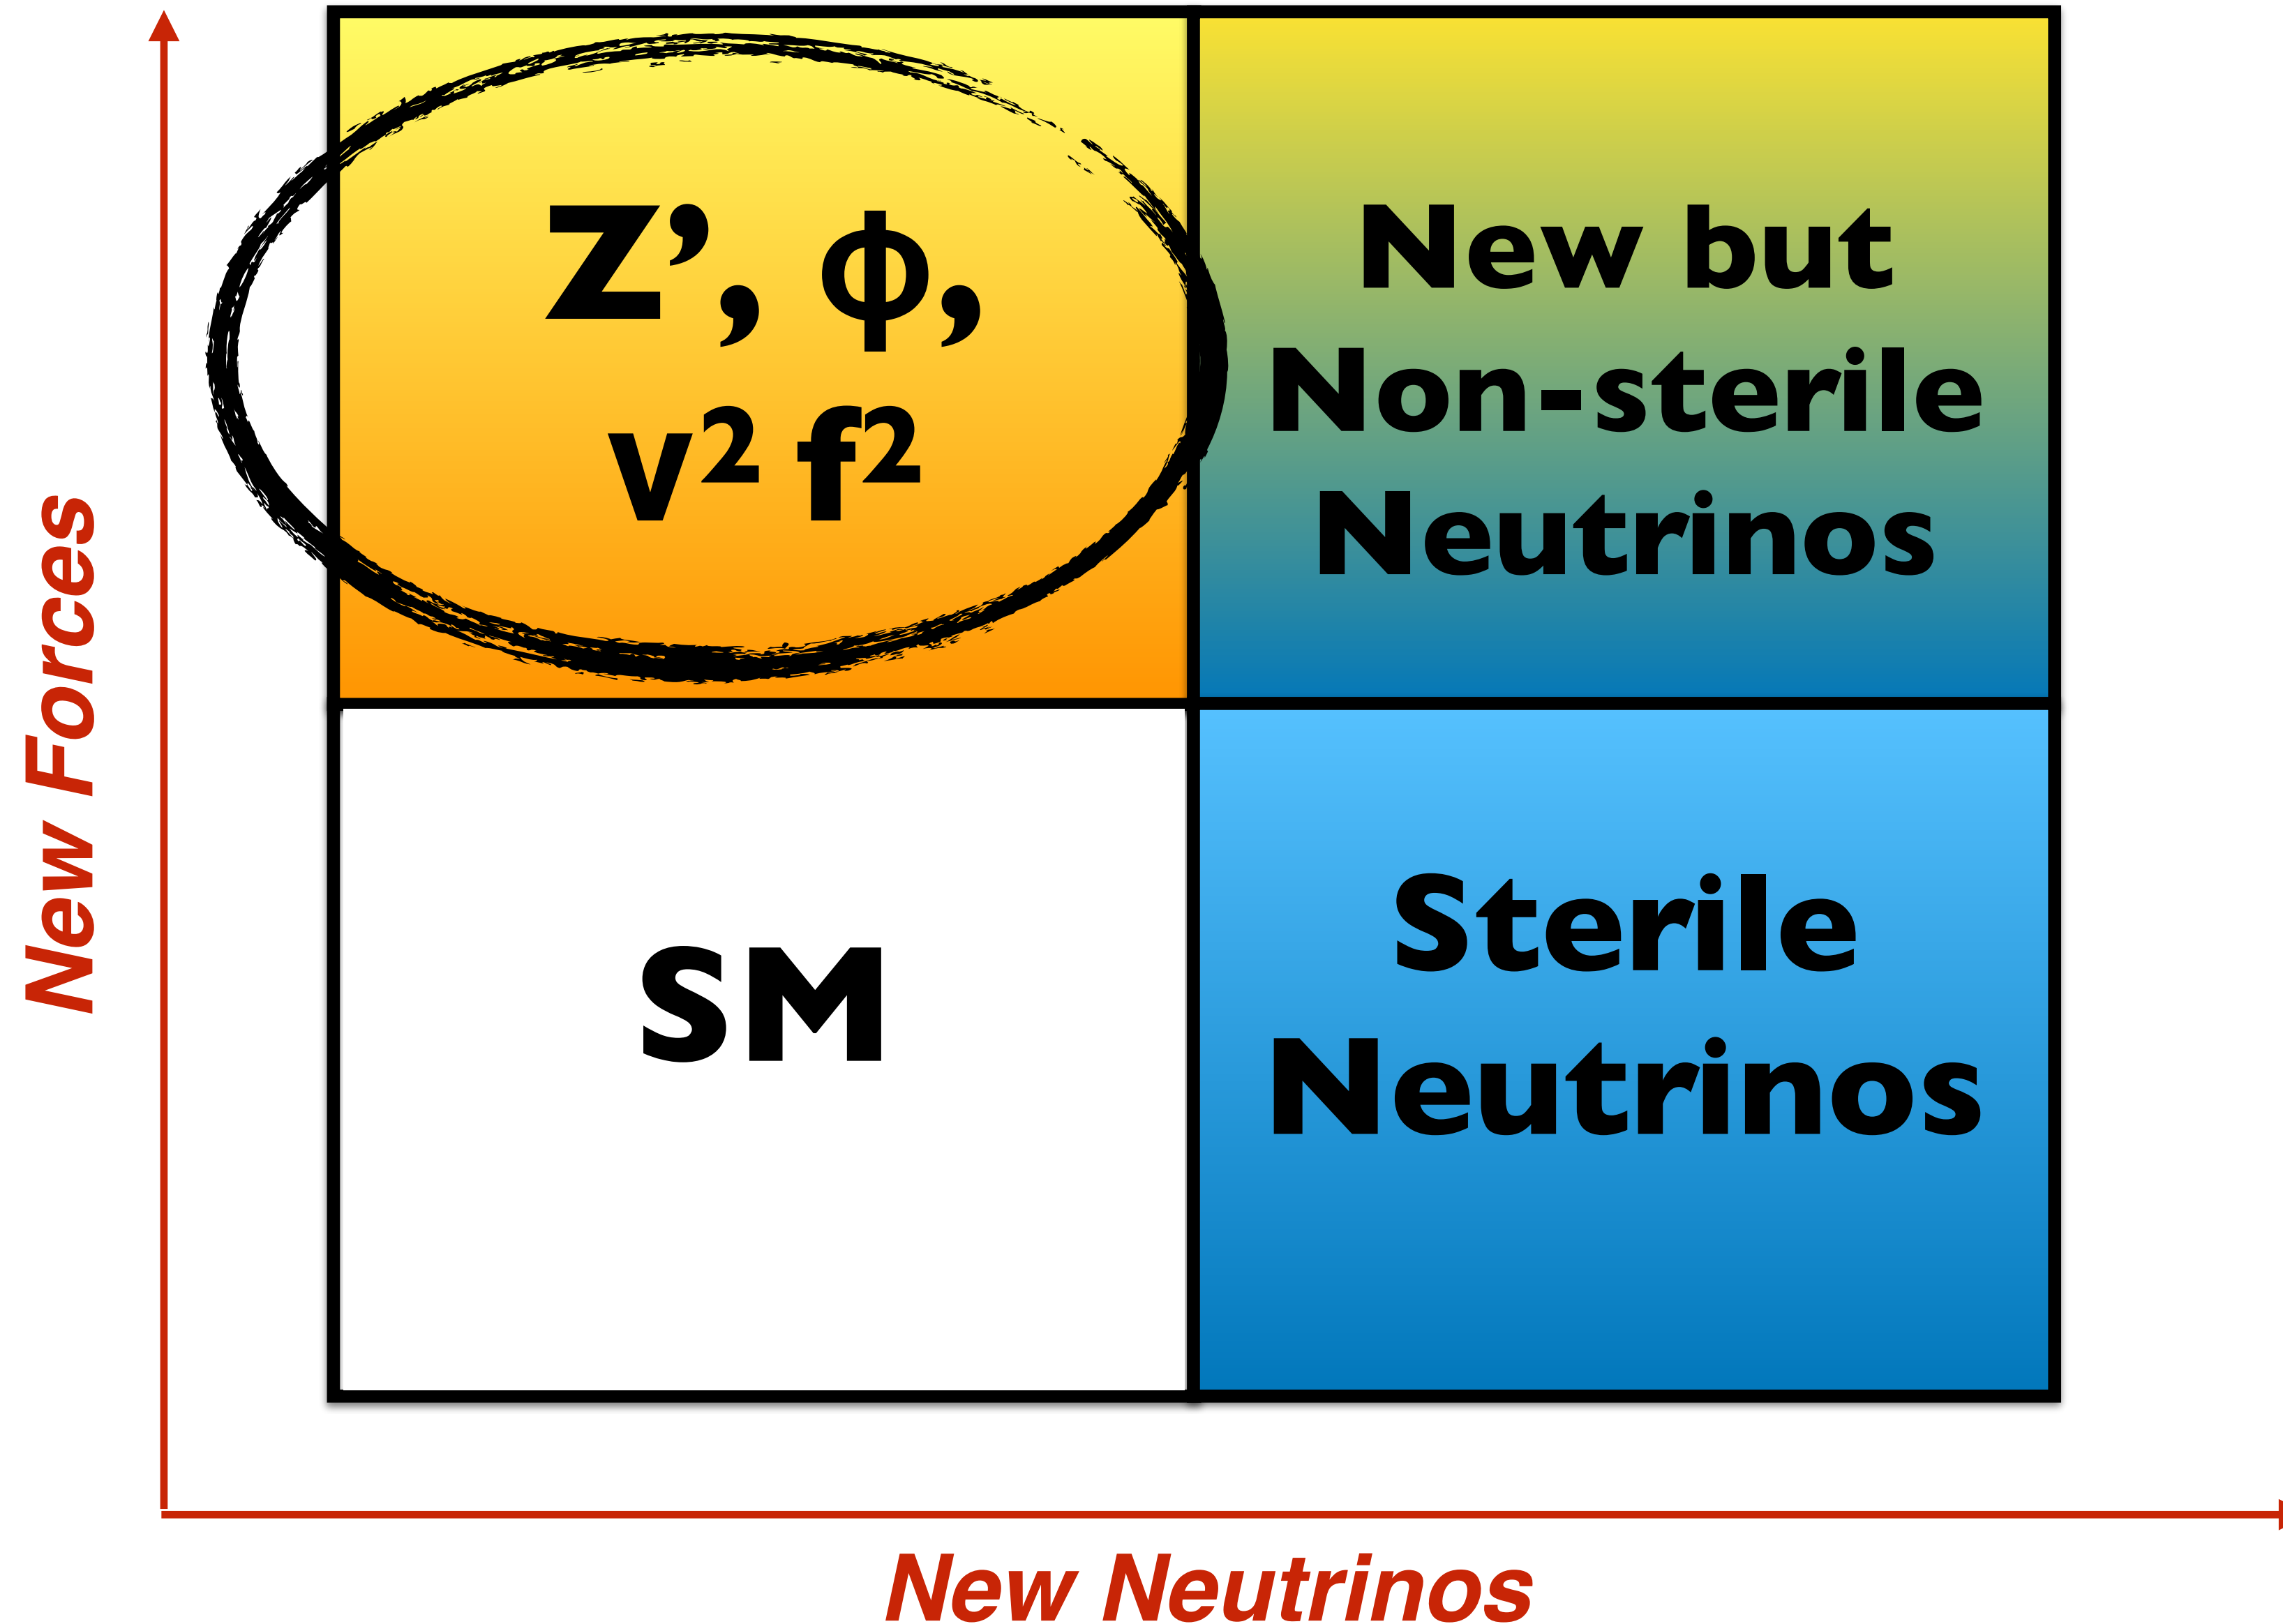 Z’, ϕ,
ν² f²
New but
Non-sterile
Neutrinos
SM
Sterile
Neutrinos
New Forces
New Neutrinos